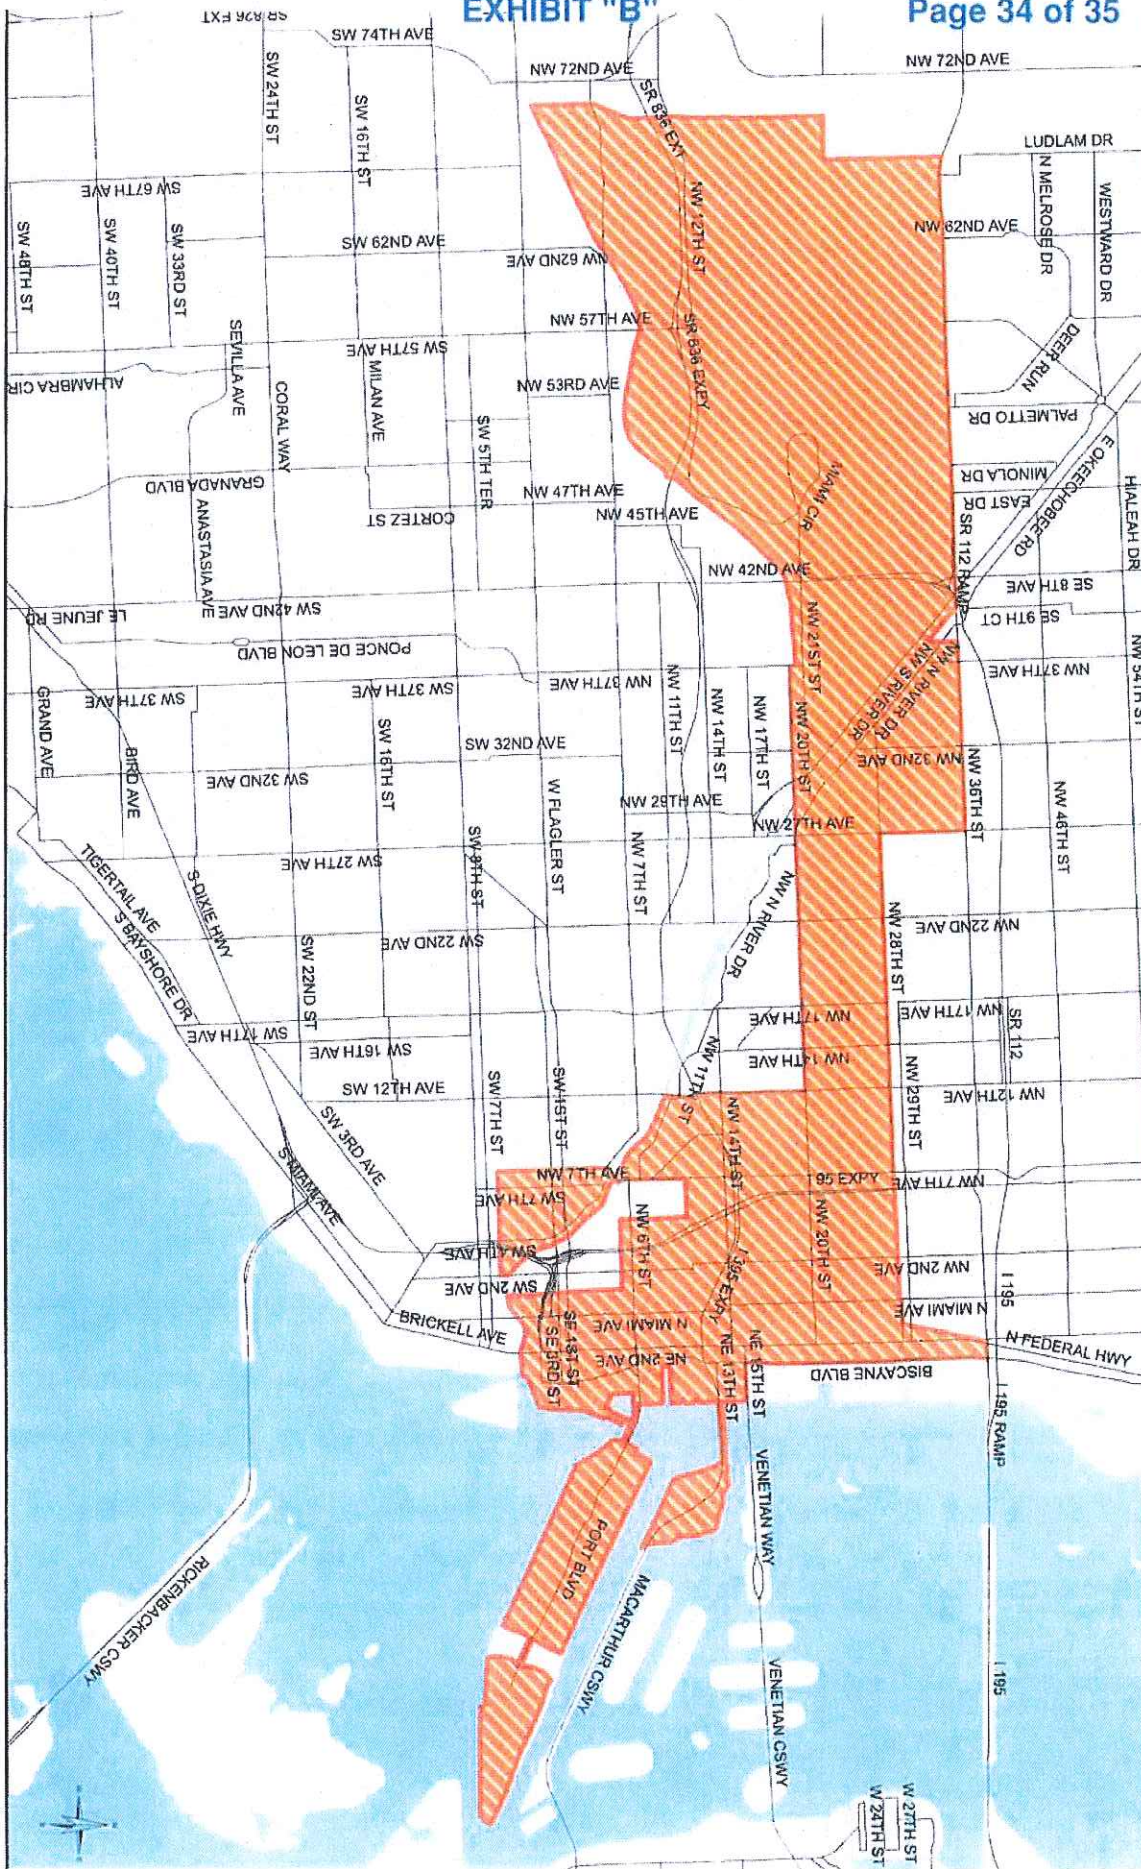 EXHIBIT "B"
Page 34 of 35
SR 826 EXT
SW 74TH AVE
NW 72ND AVE
NW 72ND AVE
SW 24TH ST
SW 16TH ST
SR 836 EXT
LUDLAM DR
N MELROSE DR
WESTWARD DR
SW 67TH AVE
SW 48TH ST
SW 40TH ST
SW 33RD ST
SW 62ND AVE
NW 62ND AVE
NW 12TH ST
NW 62ND AVE
NW 57TH AVE
SR 836 EXPY
SW 57TH AVE
SEVILLA AVE
MILAN AVE
NW 53RD AVE
DEER RUN
ALHAMBRA CIR
CORAL WAY
PALMETTO DR
SW 5TH TER
E OKEECHOBEE RD
MIAMI CIR
MINOLA DR
HIALEAH DR
GRANADA BLVD
ANASTASIA AVE
CORTEZ ST
NW 47TH AVE
NW 45TH AVE
EAST DR
SR 112 RAMP
NW 42ND AVE
SE 8TH AVE
LE JEUNE RD
SW 42ND AVE
SE 9TH CT
PONCE DE LEON BLVD
NW 21ST ST
NW 54TH ST
NW N RIVER DR
NW S RIVER DR
GRAND AVE
SW 37TH AVE
SW 37TH AVE
NW 37TH AVE
NW 11TH ST
NW 14TH ST
NW 17TH ST
NW 37TH AVE
BIRD AVE
SW 16TH ST
SW 32ND AVE
NW 20TH ST
NW 32ND AVE
NW 36TH ST
SW 32ND AVE
W FLAGLER ST
NW 29TH AVE
NW 46TH ST
NW 27TH AVE
SW 27TH AVE
SW 8TH ST
NW 7TH ST
TIGERTAIL AVE
S BAYSHORE DR
S DIXIE HWY
NW N RIVER DR
SW 22ND ST
SW 22ND AVE
NW 28TH ST
NW 22ND AVE
SW 17TH AVE
NW 17TH AVE
NW 17TH AVE
SR 112
SW 16TH AVE
NW 11TH ST
NW 14TH AVE
SW 12TH AVE
SW 7TH ST
SW 1ST ST
NW 29TH ST
NW 12TH AVE
SW 3RD AVE
NW 14TH ST
S MIAMI AVE
NW 7TH AVE
I 95 EXPY
NW 7TH AVE
SW 7TH AVE
NW 6TH ST
NW 20TH ST
SW 4TH AVE
I 395 EXPY
SW 2ND AVE
NW 2ND AVE
I 195
BRICKELL AVE
SE 1ST ST
SE 3RD ST
N MIAMI AVE
N MIAMI AVE
N FEDERAL HWY
NE 2ND AVE
NE 13TH ST
NE 15TH ST
BISCAYNE BLVD
I 195 RAMP
VENETIAN WAY
PORT BLVD
MACARTHUR CSWY
RICKENBACKER CSWY
VENETIAN CSWY
I 195
W 24TH ST
W 27TH ST